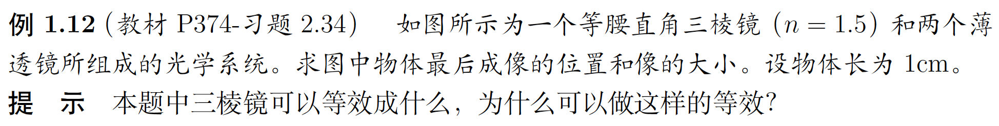 例 1.12 (教材 P374-习题 2.34) 如图所示为一个等腰直角三棱镜 (n = 1.5) 和两个薄
透镜所组成的光学系统。求图中物体最后成像的位置和像的大小。设物体长为 1cm。
提 示 本题中三棱镜可以等效成什么，为什么可以做这样的等效?